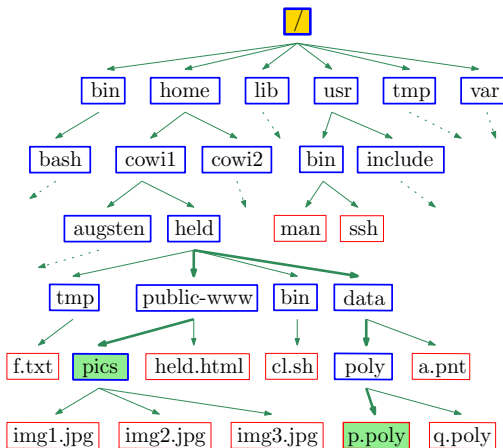 /
bin home lib usr tmp var
bash cowi1 cowi2 bin include
augsten held man ssh
tmp public-www bin data
f.txt pics held.html cl.sh poly a.pnt
img1.jpg img2.jpg img3.jpg p.poly q.poly